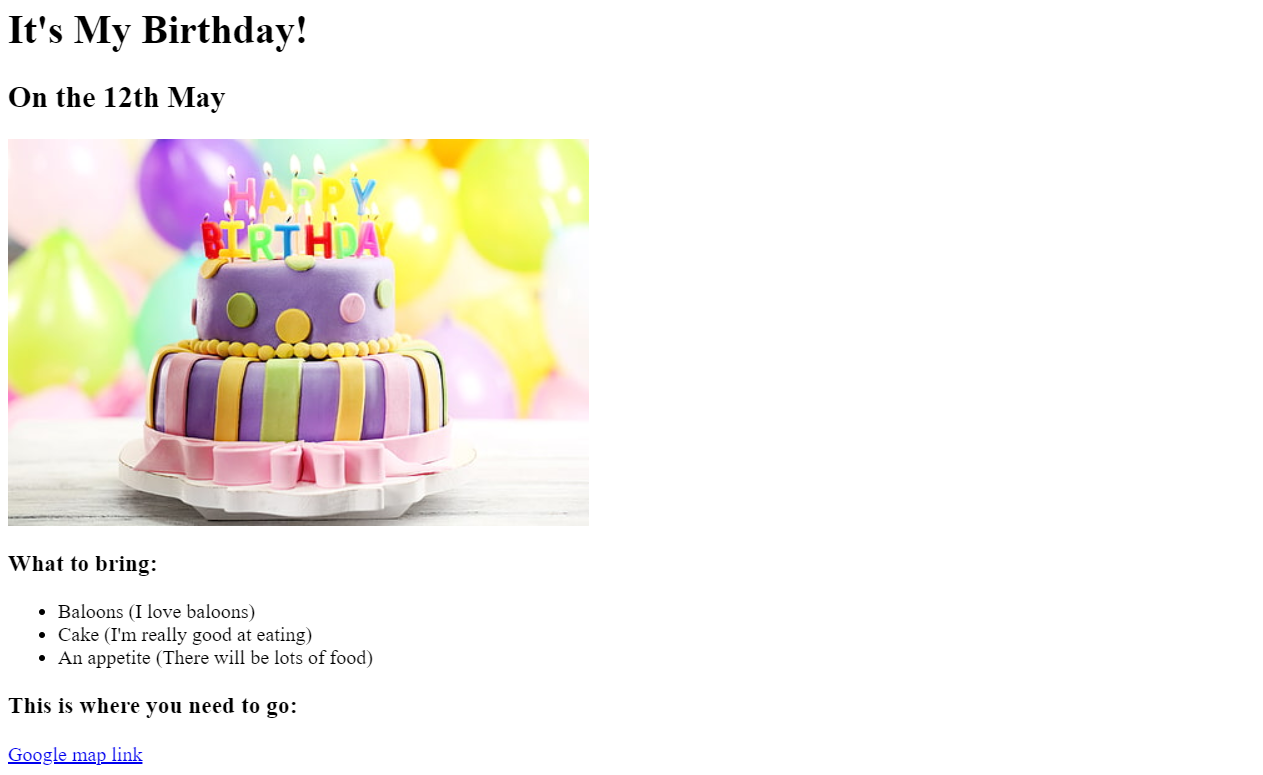 It's My Birthday!
On the 12th May
HAPPY
BIRTHDAY
What to bring:
Baloons (I love baloons)
Cake (I'm really good at eating)
An appetite (There will be lots of food)
This is where you need to go:
Google map link